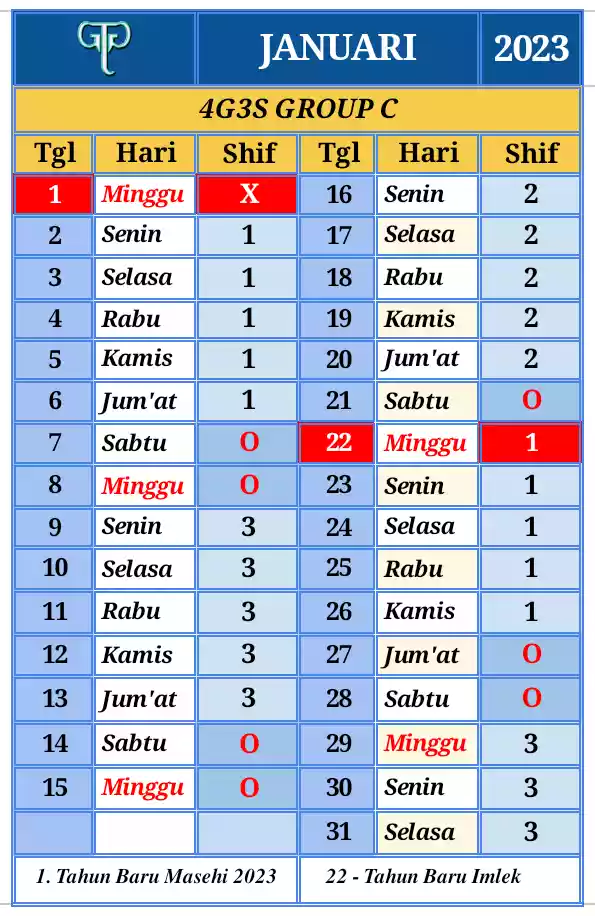 GTP JANUARI 2023
4G3S GROUP C
Tgl Hari Shif Tgl Hari Shif
1 Minggu X 16 Senin 2
2 Senin 1 17 Selasa 2
3 Selasa 1 18 Rabu 2
4 Rabu 1 19 Kamis 2
5 Kamis 1 20 Jum'at 2
6 Jum'at 1 21 Sabtu O
7 Sabtu O 22 Minggu 1
8 Minggu O 23 Senin 1
9 Senin 3 24 Selasa 1
10 Selasa 3 25 Rabu 1
11 Rabu 3 26 Kamis 1
12 Kamis 3 27 Jum'at O
13 Jum'at 3 28 Sabtu O
14 Sabtu O 29 Minggu 3
15 Minggu O 30 Senin 3
31 Selasa 3
1. Tahun Baru Masehi 2023 22 - Tahun Baru Imlek